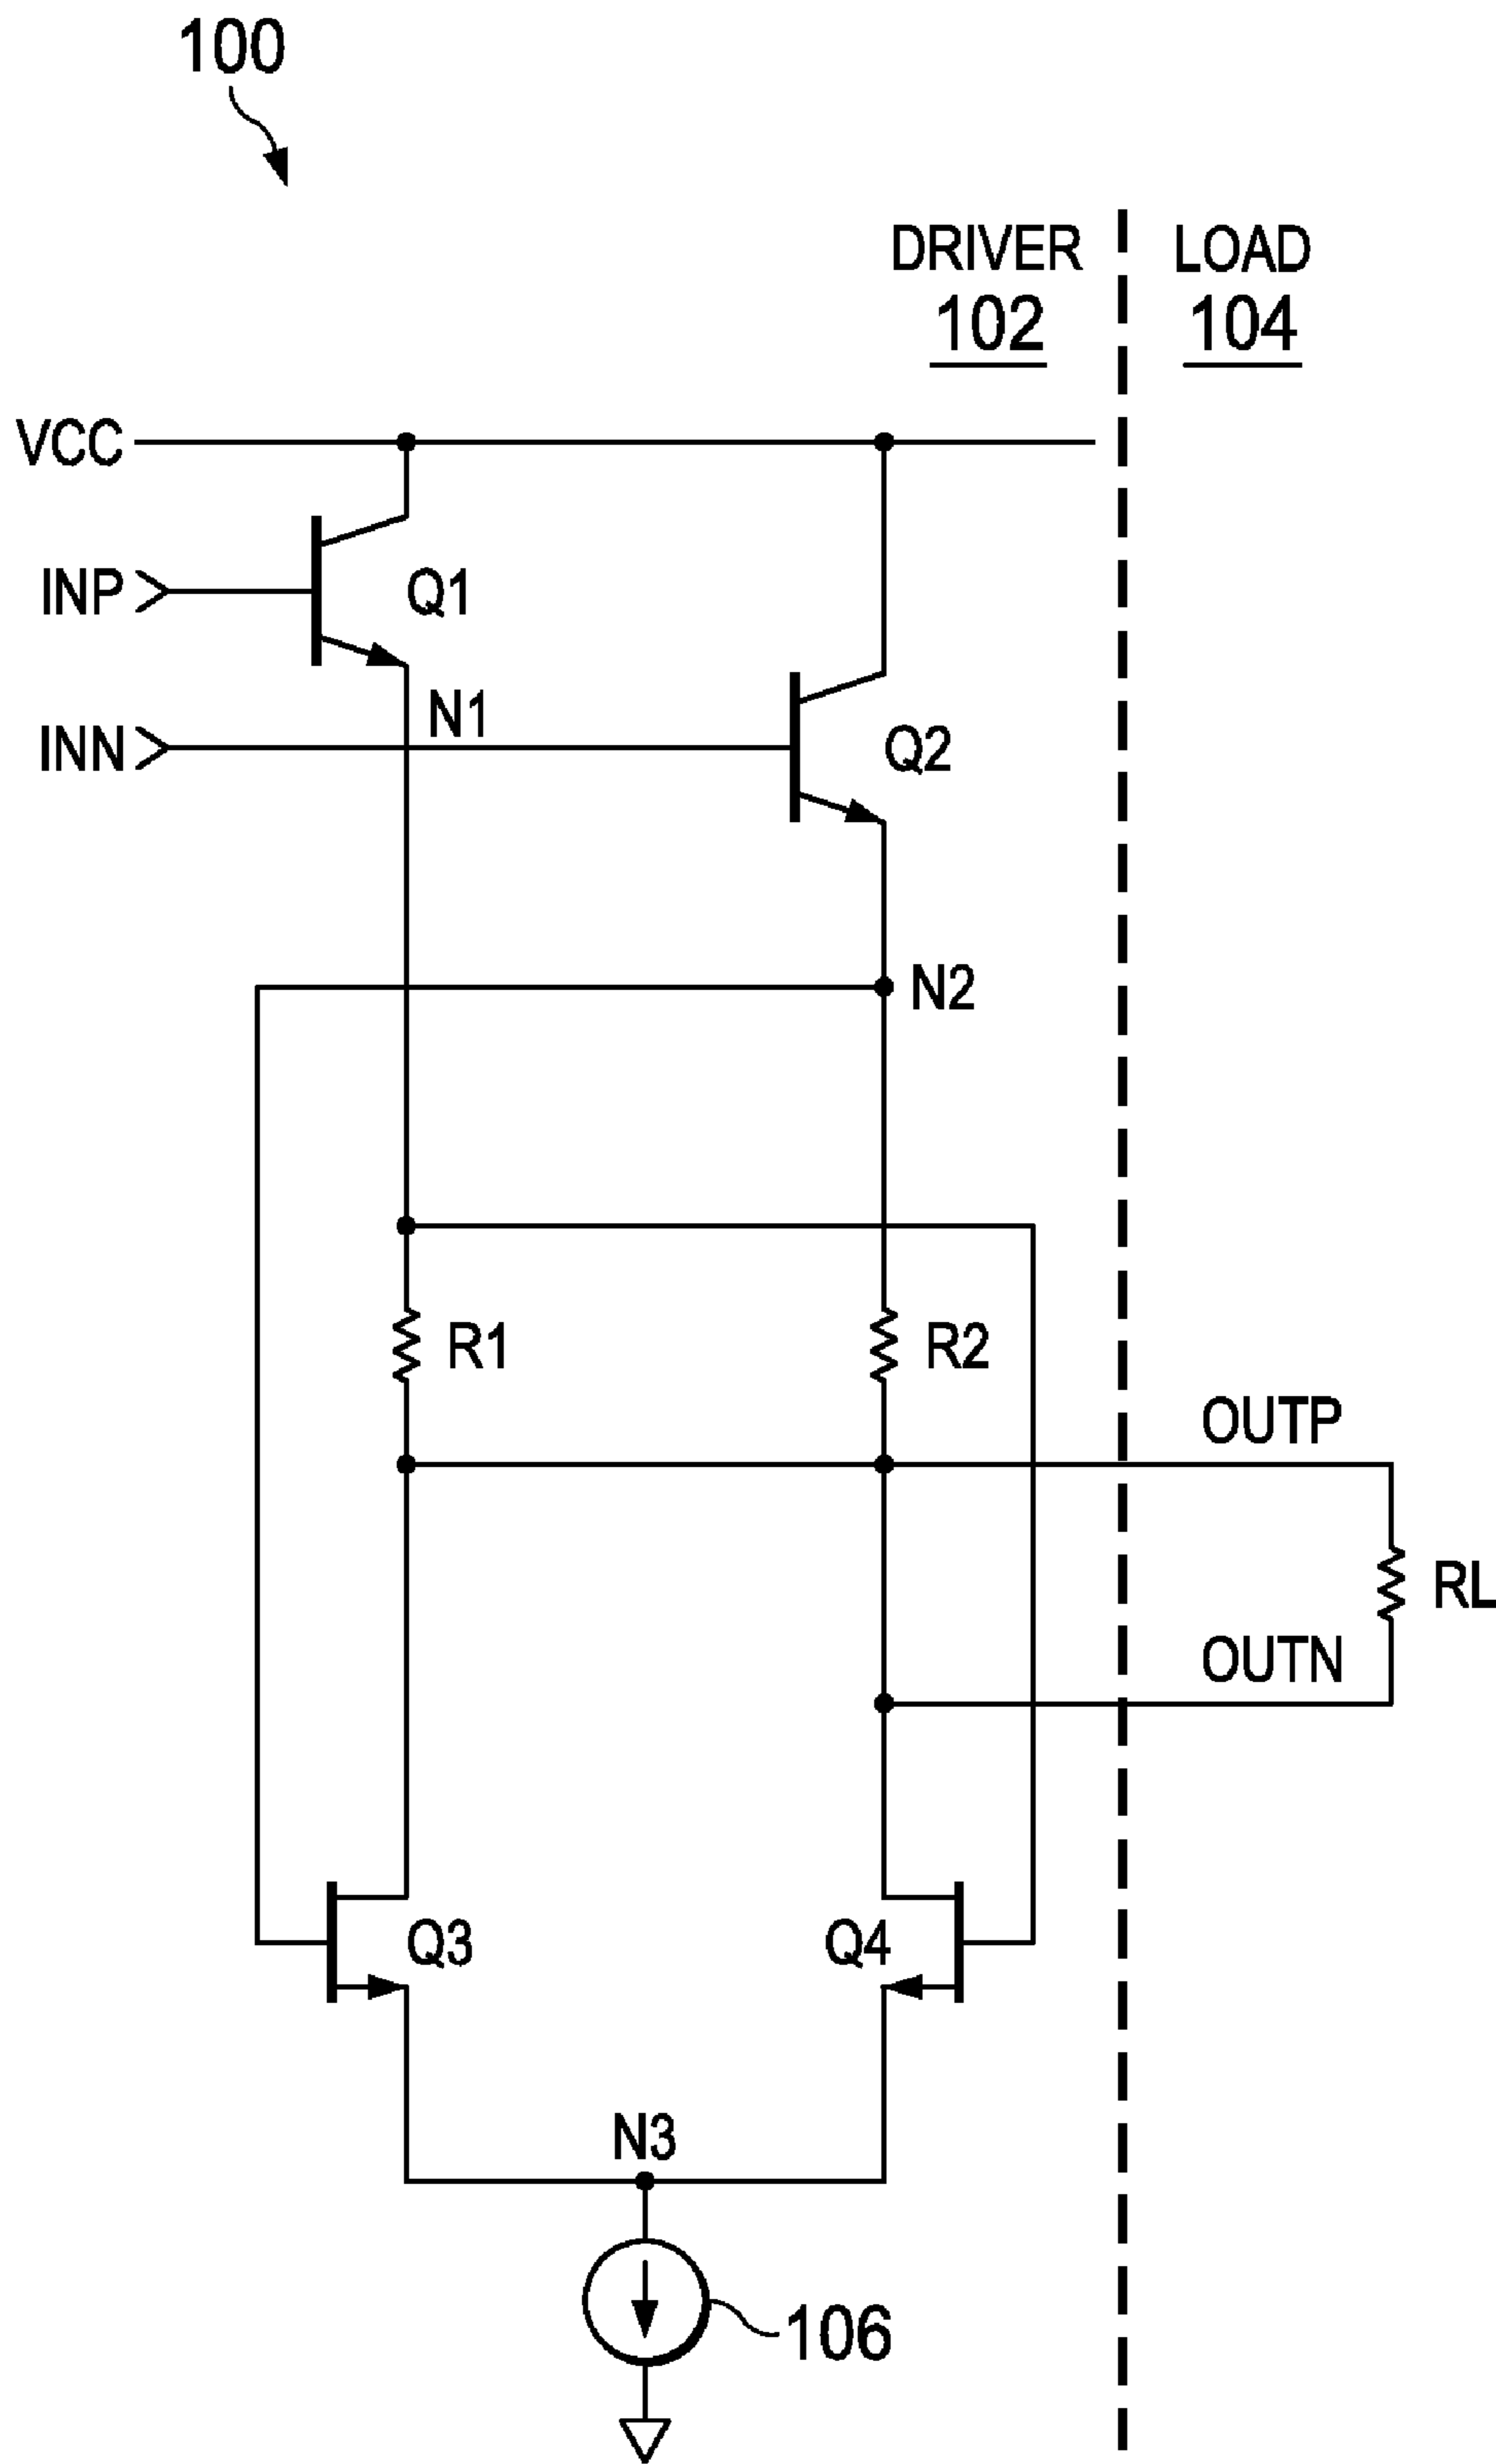 100
DRIVER
102
LOAD
104
VCC
INP
Q1
N1
INN
Q2
N2
R1
R2
OUTP
RL
OUTN
Q3
Q4
N3
106